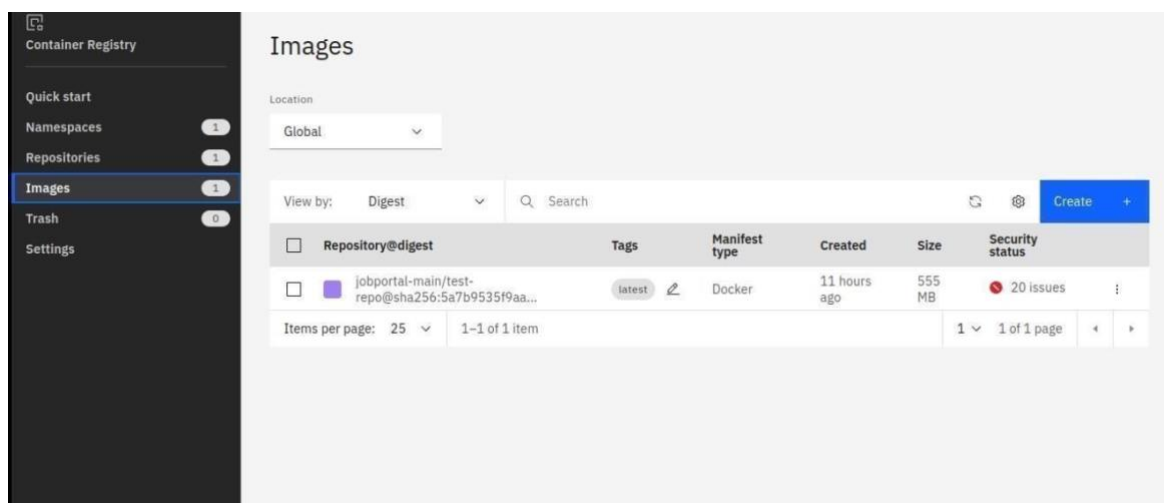 Container Registry
Quick start
Namespaces 1
Repositories 1
Images 1
Trash 0
Settings
Images
Location
Global
View by: Digest Search Create +
Repository@digest Tags Manifest type Created Size Security status
jobportal-main/test-
repo@sha256:5a7b9535f9aa... latest Docker 11 hours ago 555 MB 20 issues
Items per page: 25 1–1 of 1 item 1 1 of 1 page